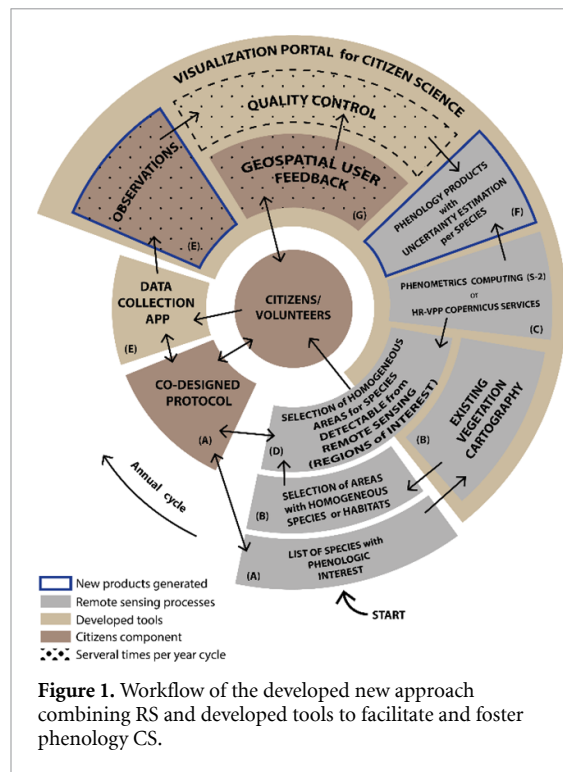 VISUALIZATION PORTAL for CITIZEN SCIENCE
QUALITY CONTROL
GEOSPATIAL USER
FEEDBACK
(G)
OBSERVATIONS
(E).
PHENOLOGY PRODUCTS
with
UNCERTAINTY ESTIMATION
per SPECIES
(F)
PHENOMETRICS COMPUTING (S-2)
or
HR-VPP COPERNICUS SERVICES
(C)
DATA
COLLECTION
APP
(E)
CITIZENS/
VOLUNTEERS
CO-DESIGNED
PROTOCOL
(A)
SELECTION of HOMOGENEOUS
AREAS for SPECIES
DETECTABLE from
REMOTE SENSING
(REGIONS of INTEREST)
(D)
EXISTING
VEGETATION
CARTOGRAPHY
(B)
SELECTION of AREAS
with HOMOGENEOUS
SPECIES or HABITATS
(B)
LIST of SPECIES with
PHENOLOGIC
INTEREST
(A)
Annual cycle
START
New products generated
Remote sensing processes
Developed tools
Citizens component
Serveral times per year cycle
Figure 1. Workflow of the developed new approach
combining RS and developed tools to facilitate and foster
phenology CS.